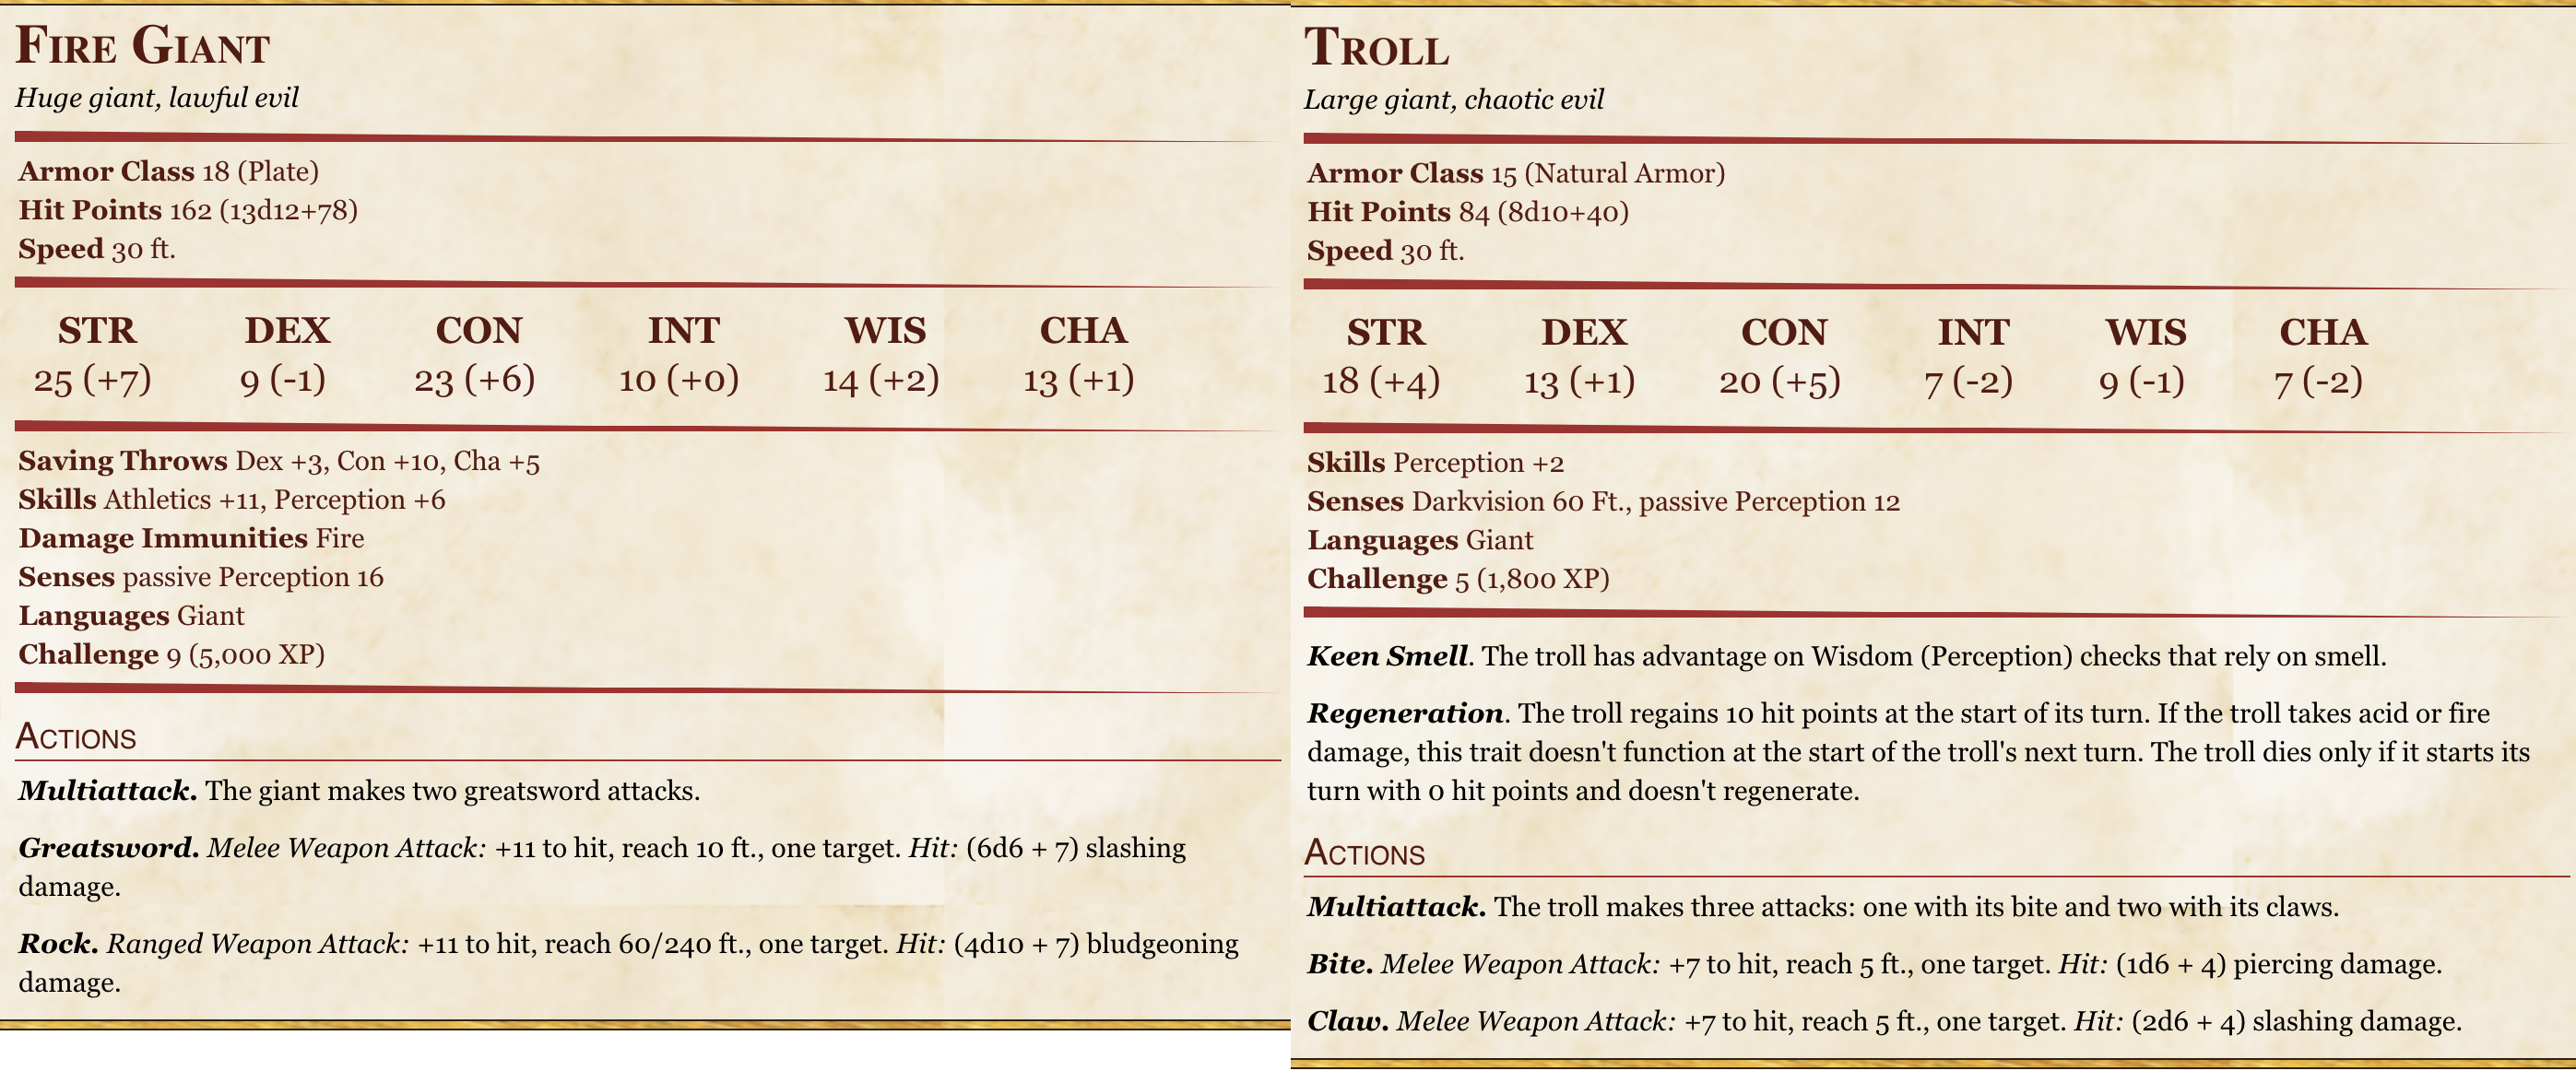 Fire Giant
Huge giant, lawful evil
Armor Class 18 (Plate)
Hit Points 162 (13d12+78)
Speed 30 ft.
STR DEX CON INT WIS CHA
25 (+7) 9 (-1) 23 (+6) 10 (+0) 14 (+2) 13 (+1)
Saving Throws Dex +3, Con +10, Cha +5
Skills Athletics +11, Perception +6
Damage Immunities Fire
Senses passive Perception 16
Languages Giant
Challenge 9 (5,000 XP)
Actions
Multiattack. The giant makes two greatsword attacks.
Greatsword. Melee Weapon Attack: +11 to hit, reach 10 ft., one target. Hit: (6d6 + 7) slashing
damage.
Rock. Ranged Weapon Attack: +11 to hit, reach 60/240 ft., one target. Hit: (4d10 + 7) bludgeoning
damage.
Troll
Large giant, chaotic evil
Armor Class 15 (Natural Armor)
Hit Points 84 (8d10+40)
Speed 30 ft.
STR DEX CON INT WIS CHA
18 (+4) 13 (+1) 20 (+5) 7 (-2) 9 (-1) 7 (-2)
Skills Perception +2
Senses Darkvision 60 Ft., passive Perception 12
Languages Giant
Challenge 5 (1,800 XP)
Keen Smell. The troll has advantage on Wisdom (Perception) checks that rely on smell.
Regeneration. The troll regains 10 hit points at the start of its turn. If the troll takes acid or fire
damage, this trait doesn't function at the start of the troll's next turn. The troll dies only if it starts its
turn with 0 hit points and doesn't regenerate.
Actions
Multiattack. The troll makes three attacks: one with its bite and two with its claws.
Bite. Melee Weapon Attack: +7 to hit, reach 5 ft., one target. Hit: (1d6 + 4) piercing damage.
Claw. Melee Weapon Attack: +7 to hit, reach 5 ft., one target. Hit: (2d6 + 4) slashing damage.